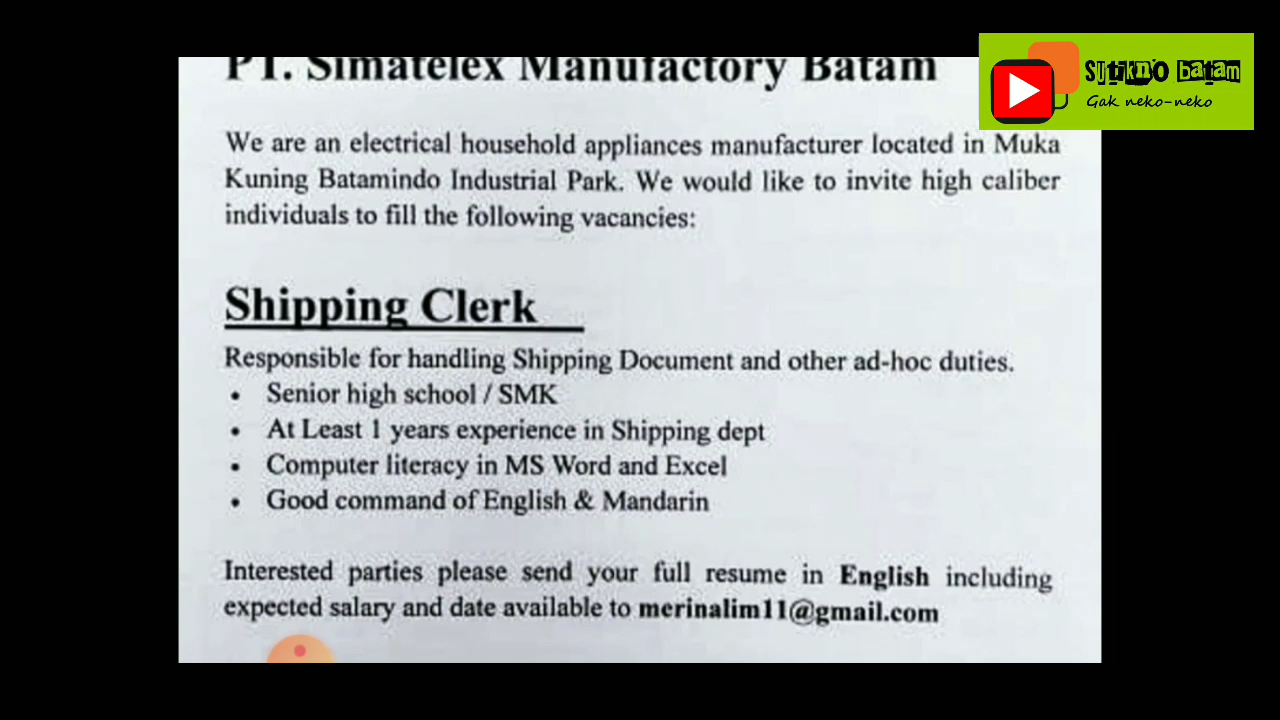 PT. Simatelex Manufactory Batam
Sutikno batam
Gak neko-neko
We are an electrical household appliances manufacturer located in Muka
Kuning Batamindo Industrial Park. We would like to invite high caliber
individuals to fill the following vacancies:
Shipping Clerk
Responsible for handling Shipping Document and other ad-hoc duties.
• Senior high school / SMK
• At Least 1 years experience in Shipping dept
• Computer literacy in MS Word and Excel
• Good command of English & Mandarin
Interested parties please send your full resume in English including
expected salary and date available to merinalim11@gmail.com